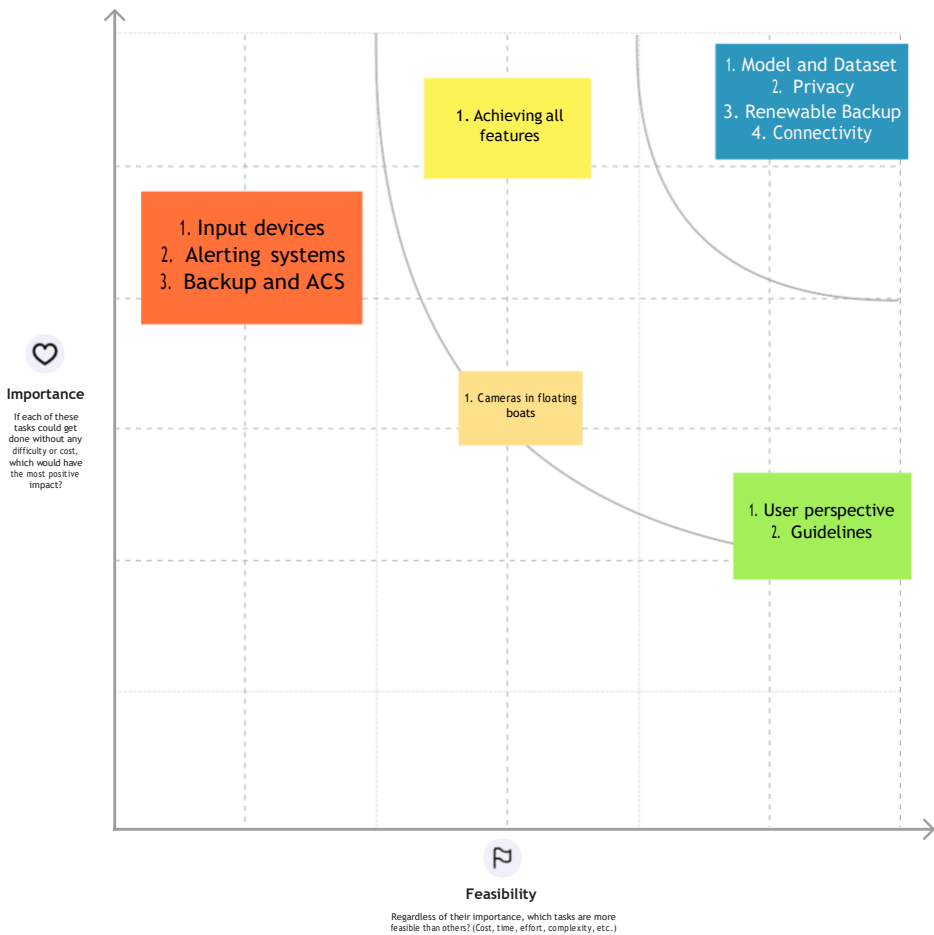 1. Model and Dataset
2. Privacy
3. Renewable Backup
4. Connectivity
1. Achieving all
features
1. Input devices
2. Alerting systems
3. Backup and ACS
Importance
If each of these
tasks could get
done without any
difficulty or cost,
which would have
the most positive
impact?
1. Cameras in floating
boats
1. User perspective
2. Guidelines
Feasibility
Regardless of their importance, which tasks are more
feasible than others? (Cost, time, effort, complexity, etc.)